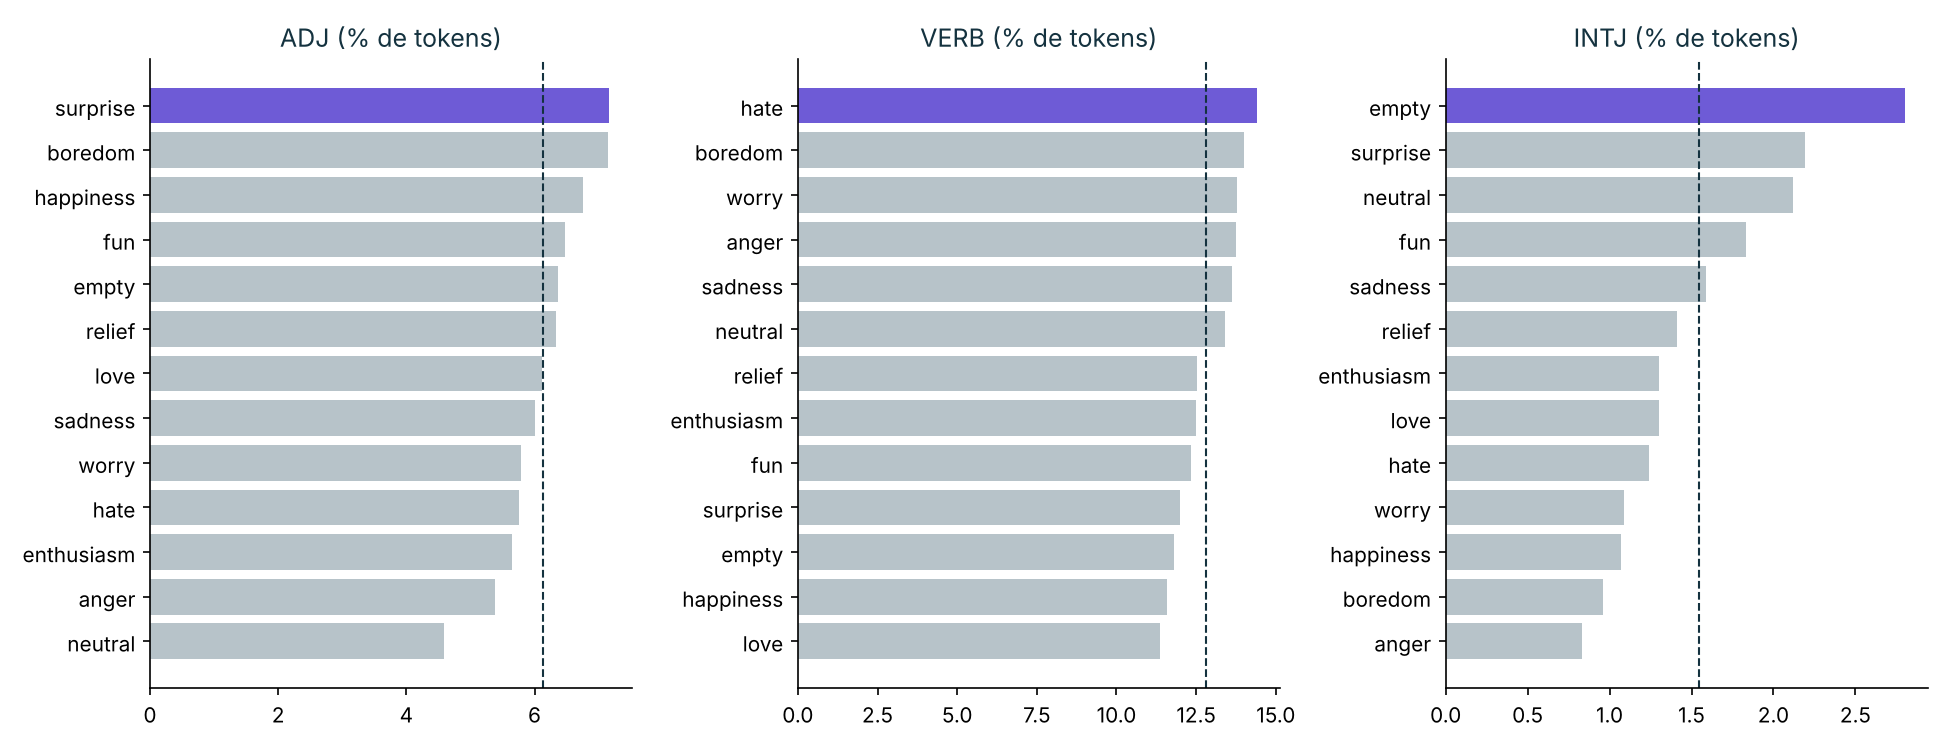 ADJ (% de tokens)
surprise
boredom
happiness
fun
empty
relief
love
sadness
worry
hate
enthusiasm
anger
neutral
0 2 4 6
VERB (% de tokens)
hate
boredom
worry
anger
sadness
neutral
relief
enthusiasm
fun
surprise
empty
happiness
love
0.0 2.5 5.0 7.5 10.0 12.5 15.0
INTJ (% de tokens)
empty
surprise
neutral
fun
sadness
relief
enthusiasm
love
hate
worry
happiness
boredom
anger
0.0 0.5 1.0 1.5 2.0 2.5